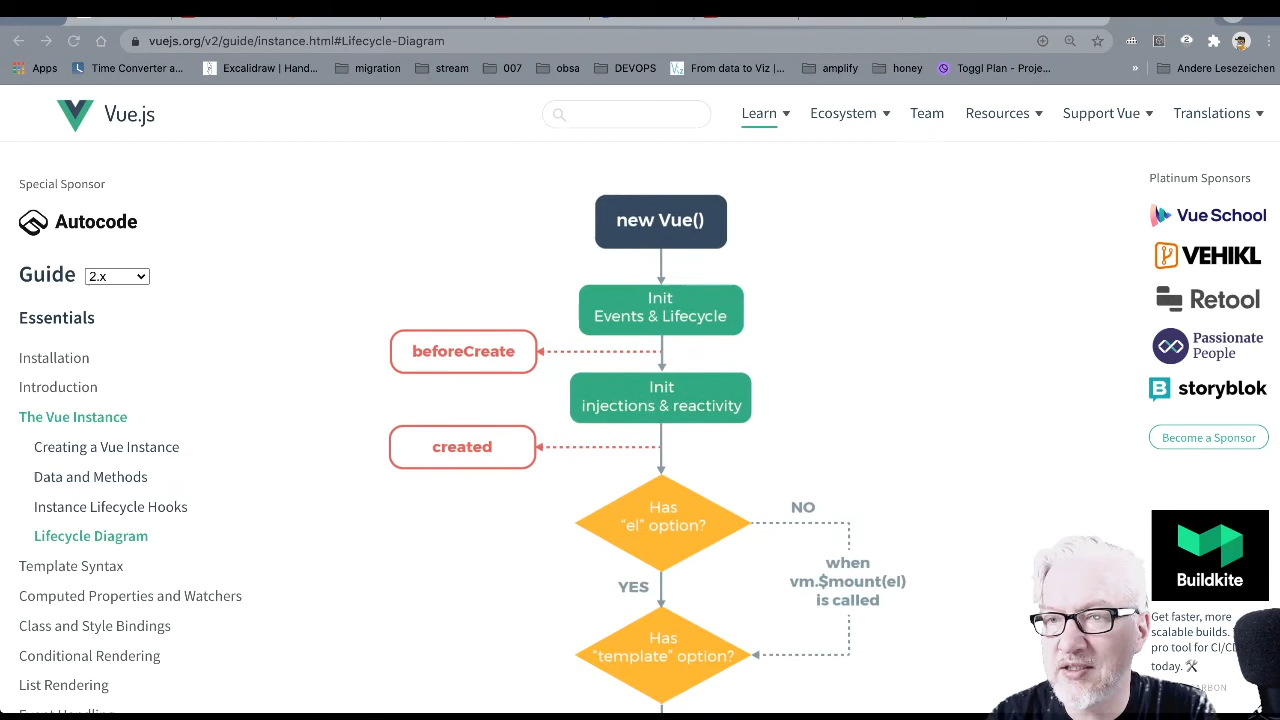 vuejs.org/v2/guide/instance.html#Lifecycle-Diagram
Apps
Time Converter a...
Excalidraw | Hand...
migration
stream
007
obsa
DEVOPS
From data to Viz |...
amplify
honey
Toggl Plan - Proje...
»
Andere Lesezeichen
Vue.js
Learn
Ecosystem
Team
Resources
Support Vue
Translations
Special Sponsor
Autocode
Guide 2.x
Essentials
Installation
Introduction
The Vue Instance
Creating a Vue Instance
Data and Methods
Instance Lifecycle Hooks
Lifecycle Diagram
Template Syntax
Computed Properties and Watchers
Class and Style Bindings
Conditional Rendering
List Rendering
new Vue()
Init
Events & Lifecycle
beforeCreate
Init
injections & reactivity
created
Has
“el” option?
NO
when
vm.$mount(el)
is called
YES
Has
“template” option?
Platinum Sponsors
Vue School
VEHIKL
Retool
Passionate
People
storyblok
Become a Sponsor
Buildkite
Get faster, more
scalable builds.
pro tool for CI/CD
today.